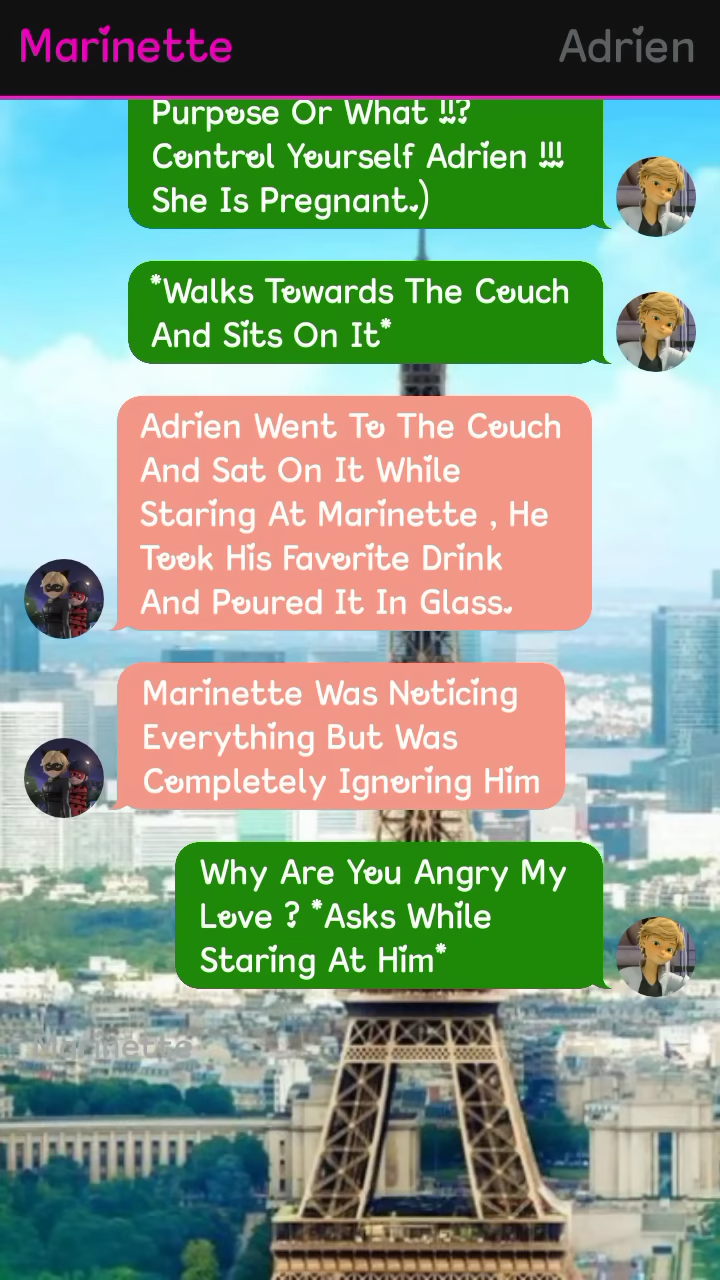 Marinette
Adrien
Purpose Or What !!?
Control Yourself Adrien !!!
She Is Pregnant.)
*Walks Towards The Couch
And Sits On It*
Adrien Went To The Couch
And Sat On It While
Staring At Marinette , He
Took His Favorite Drink
And Poured It In Glass.
Marinette Was Noticing
Everything But Was
Completely Ignoring Him
Why Are You Angry My
Love ? *Asks While
Staring At Him*
Marinette